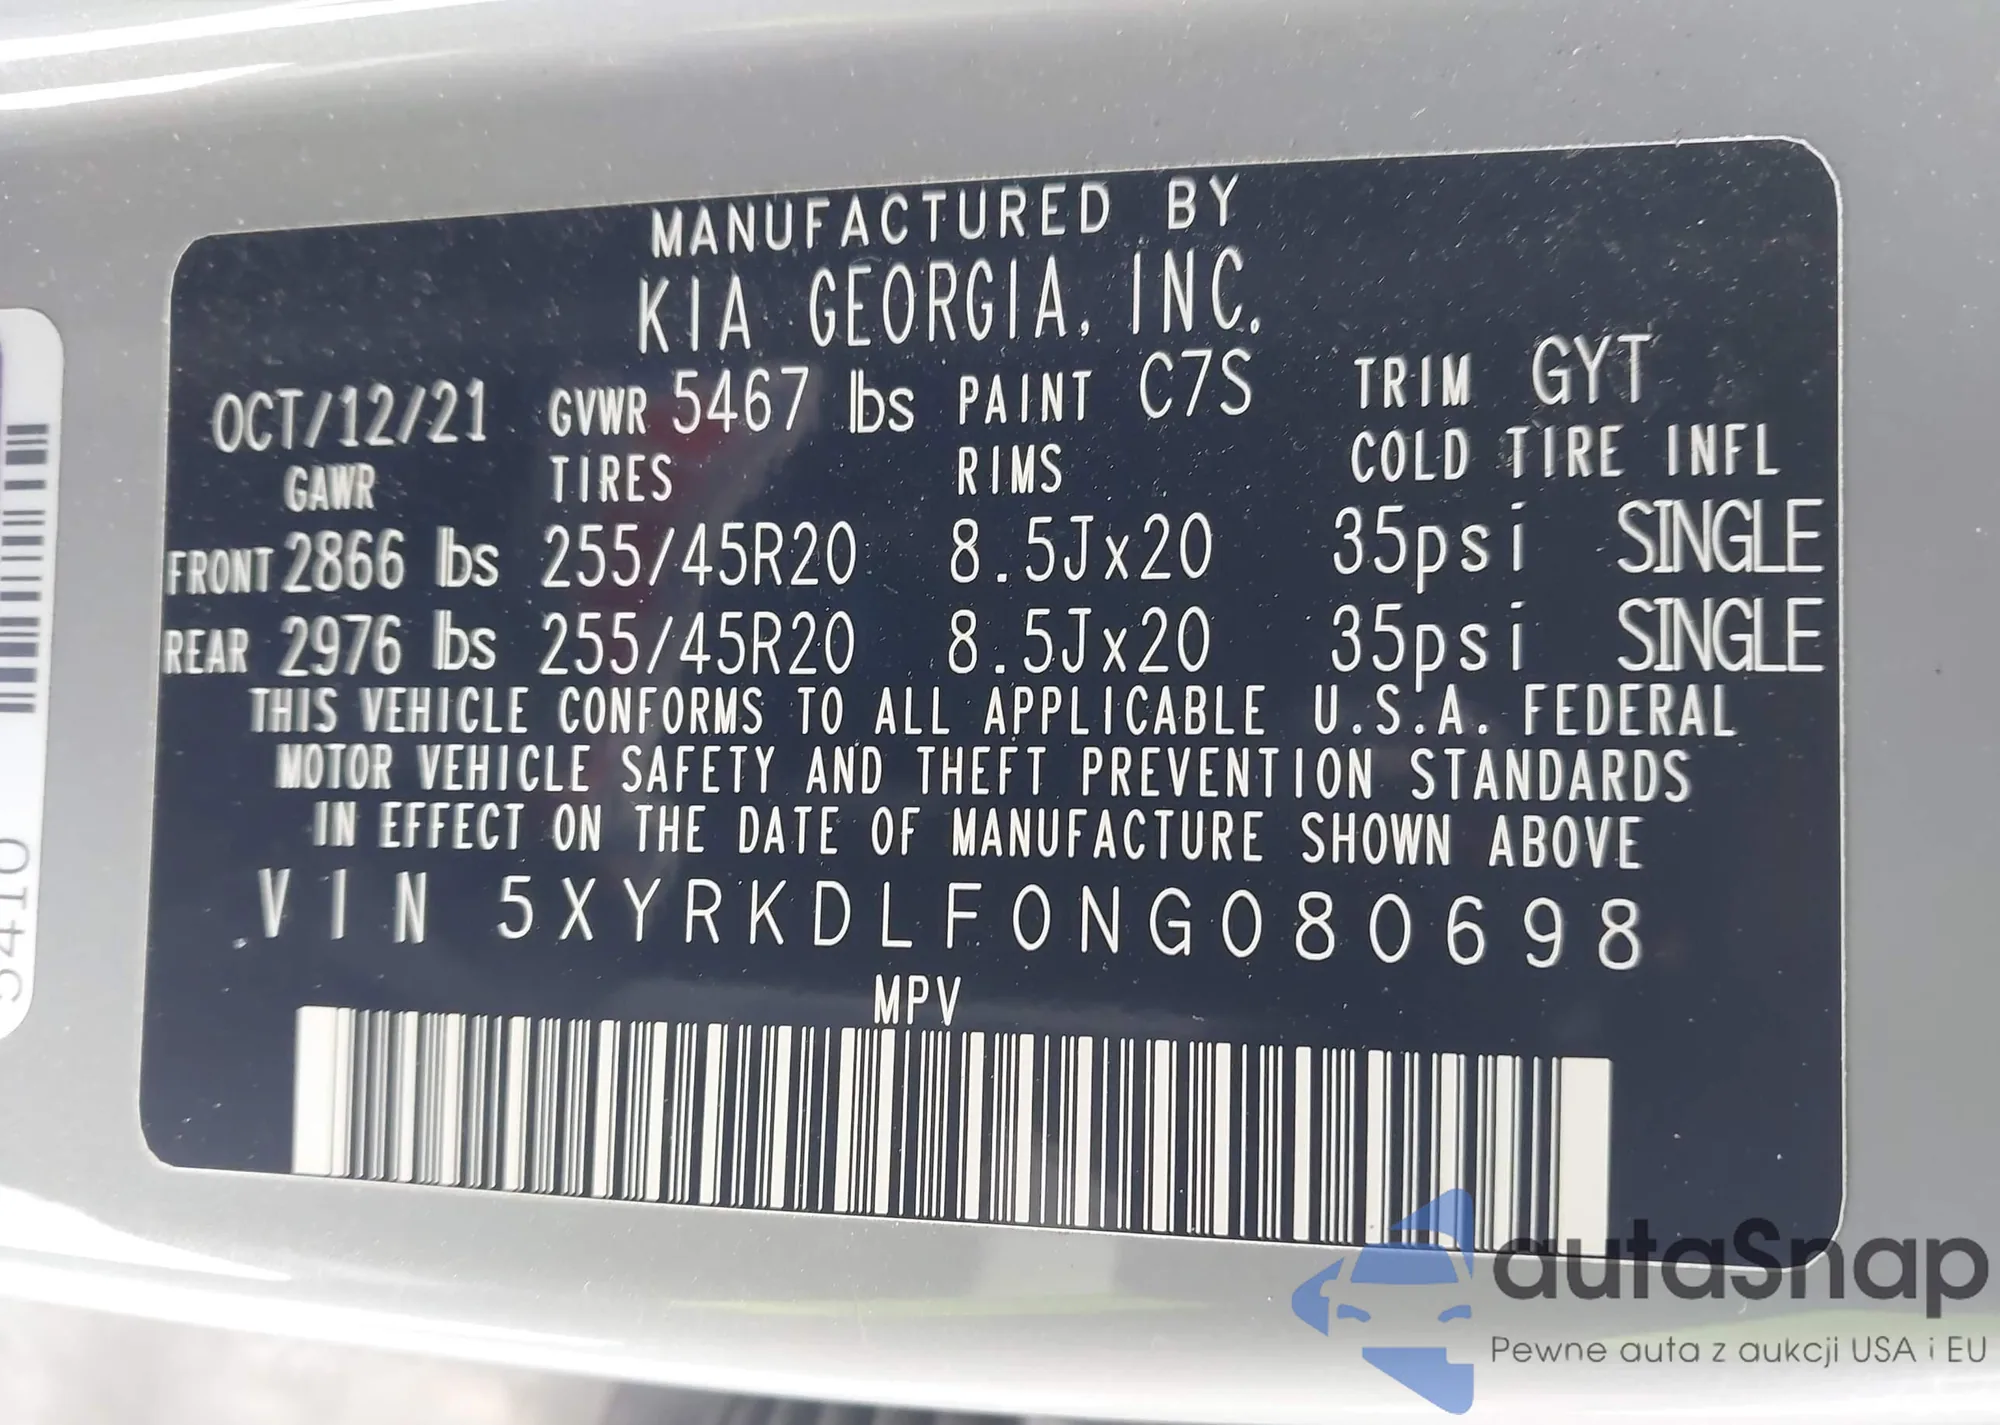 MANUFACTURED BY
KIA GEORGIA, INC.
OCT/12/21 GVWR 5467 lbs PAINT C7S TRIM GYT
GAWR TIRES RIMS COLD TIRE INFL
FRONT 2866 lbs 255/45R20 8.5Jx20 35psi SINGLE
REAR 2976 lbs 255/45R20 8.5Jx20 35psi SINGLE
THIS VEHICLE CONFORMS TO ALL APPLICABLE U.S.A. FEDERAL
MOTOR VEHICLE SAFETY AND THEFT PREVENTION STANDARDS
IN EFFECT ON THE DATE OF MANUFACTURE SHOWN ABOVE
VIN 5XYRKDLF0NG080698
MPV
5410
autaSnap
Pewne auta z aukcji USA i EU